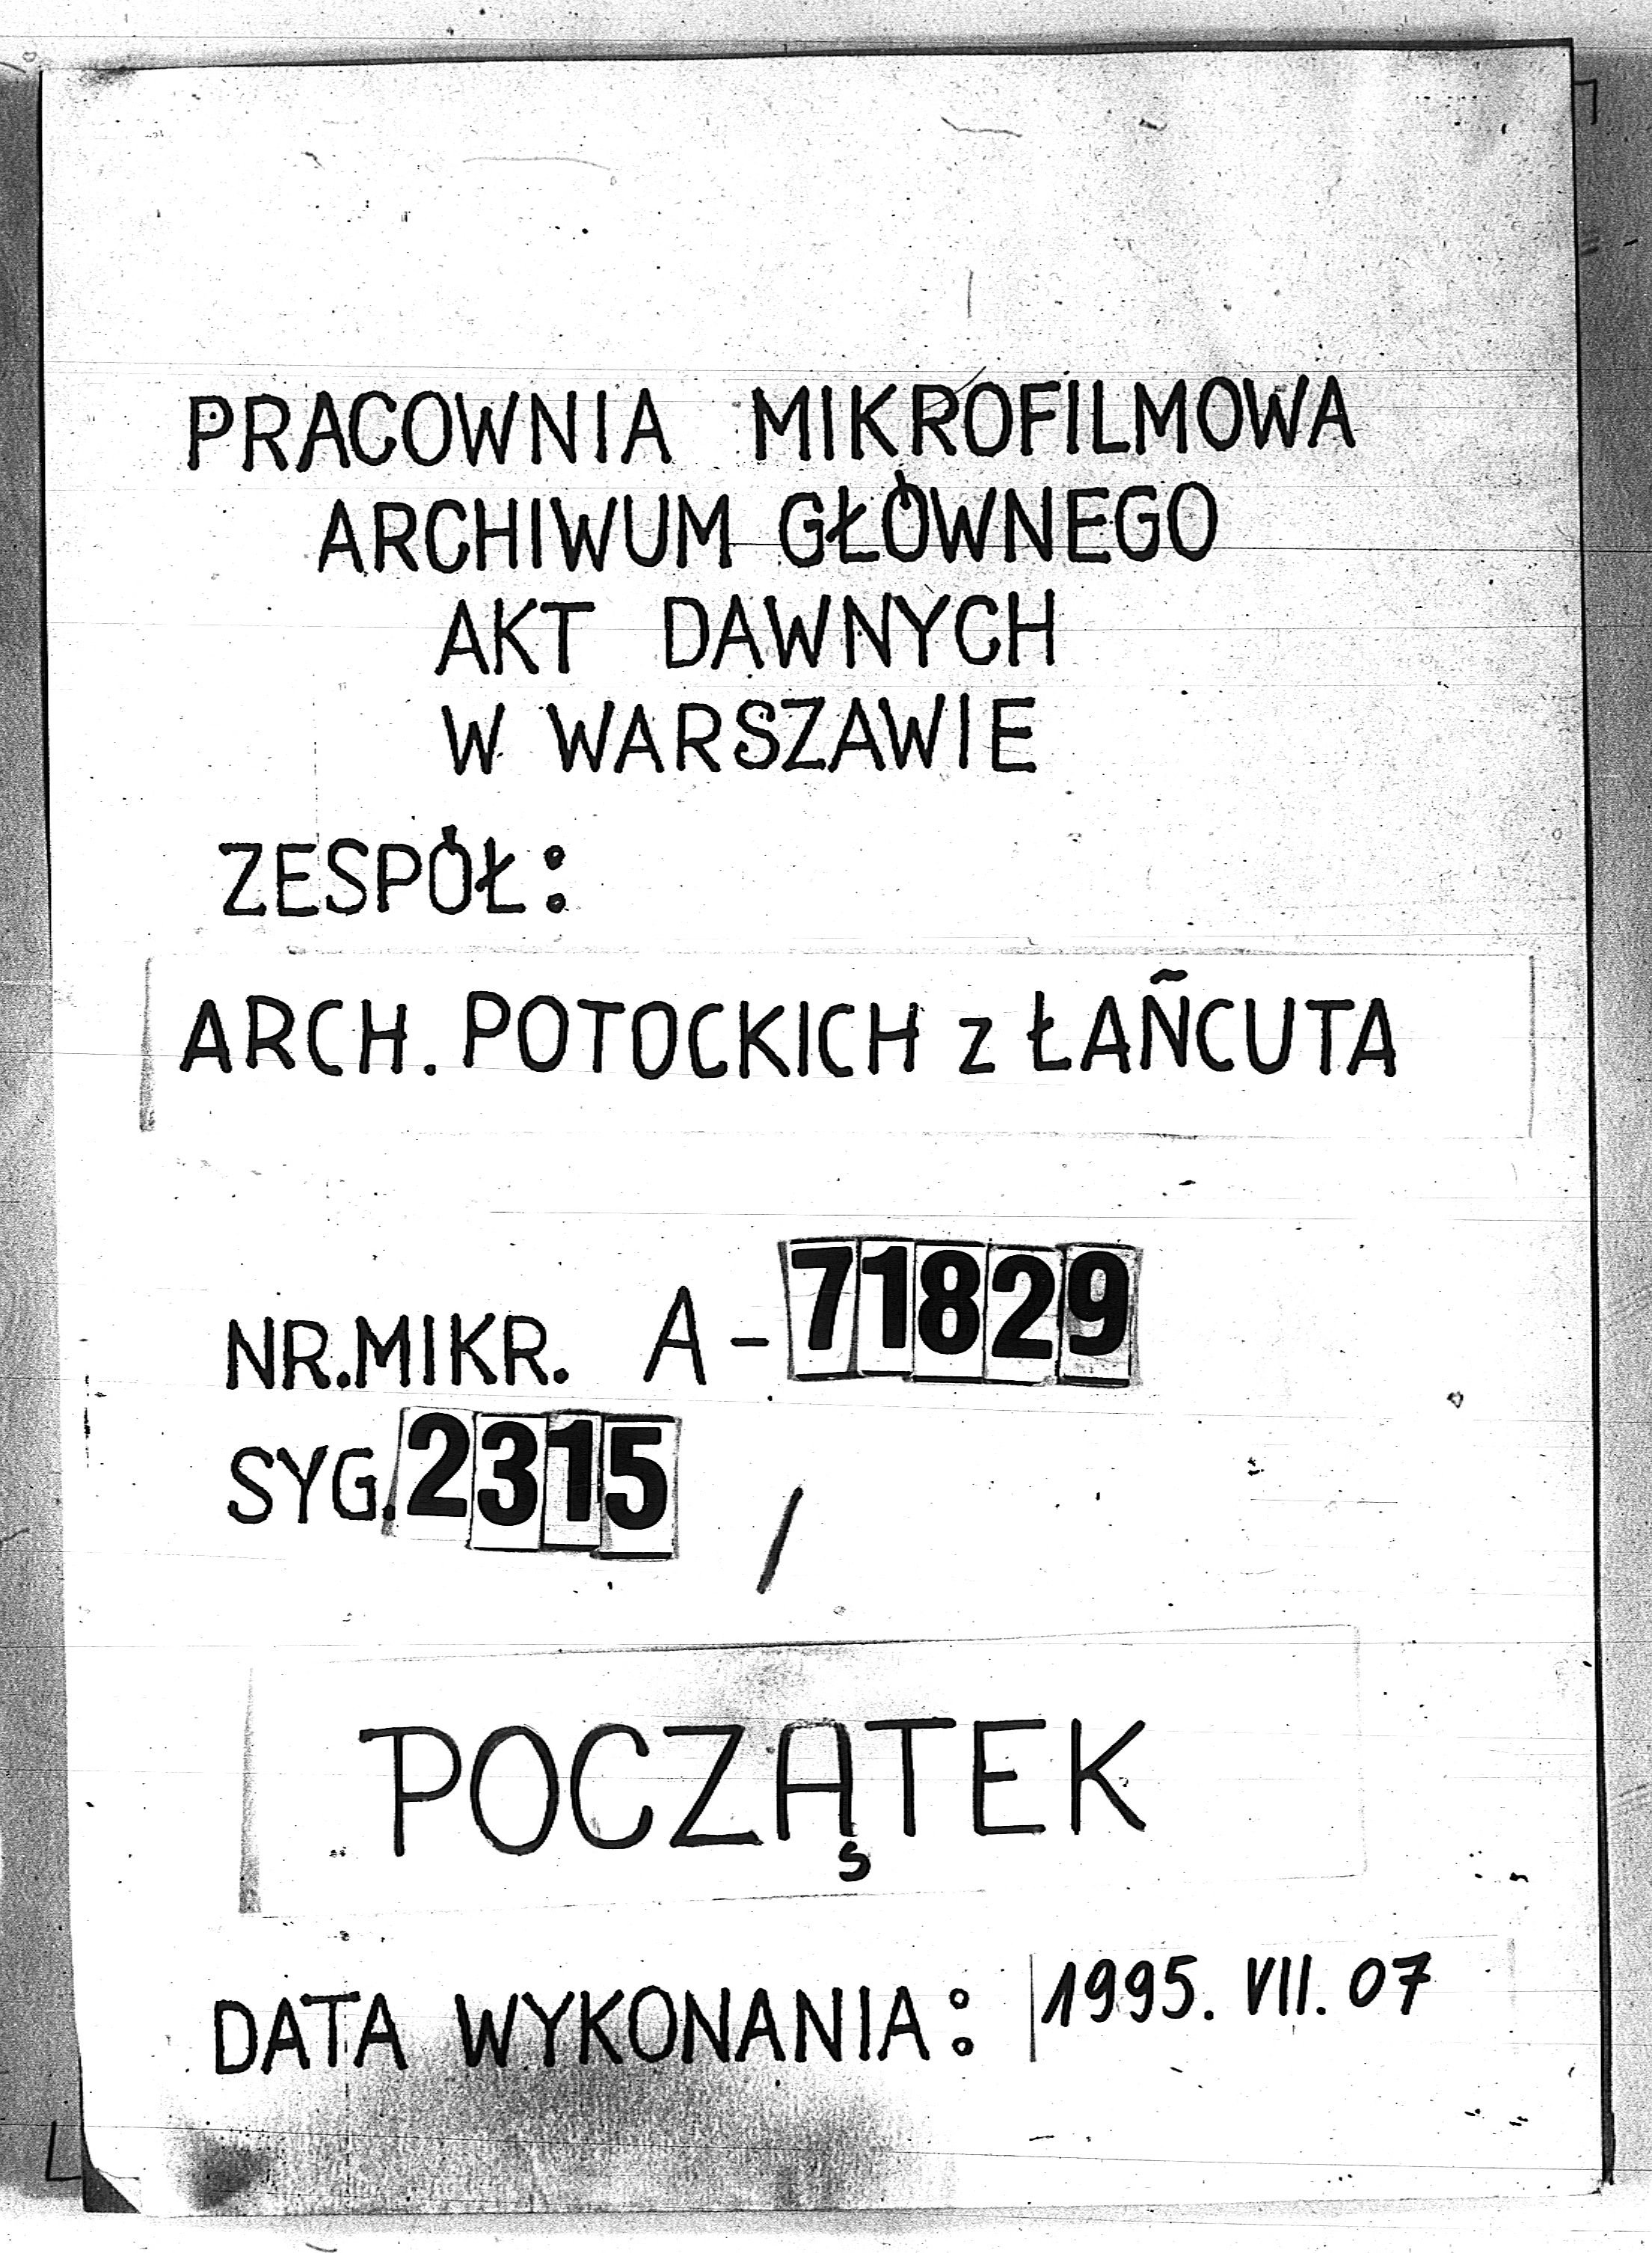 PRACOWNIA MIKROFILMOWA
ARCHIWUM GŁÓWNEGO
AKT DAWNYCH
W WARSZAWIE
ZESPÓŁ:
ARCH. POTOCKICH z ŁAŃCUTA
NR.MIKR. A-71829
SYG.2315 /
POCZĄTEK
DATA WYKONANIA: 1995. VII. 07